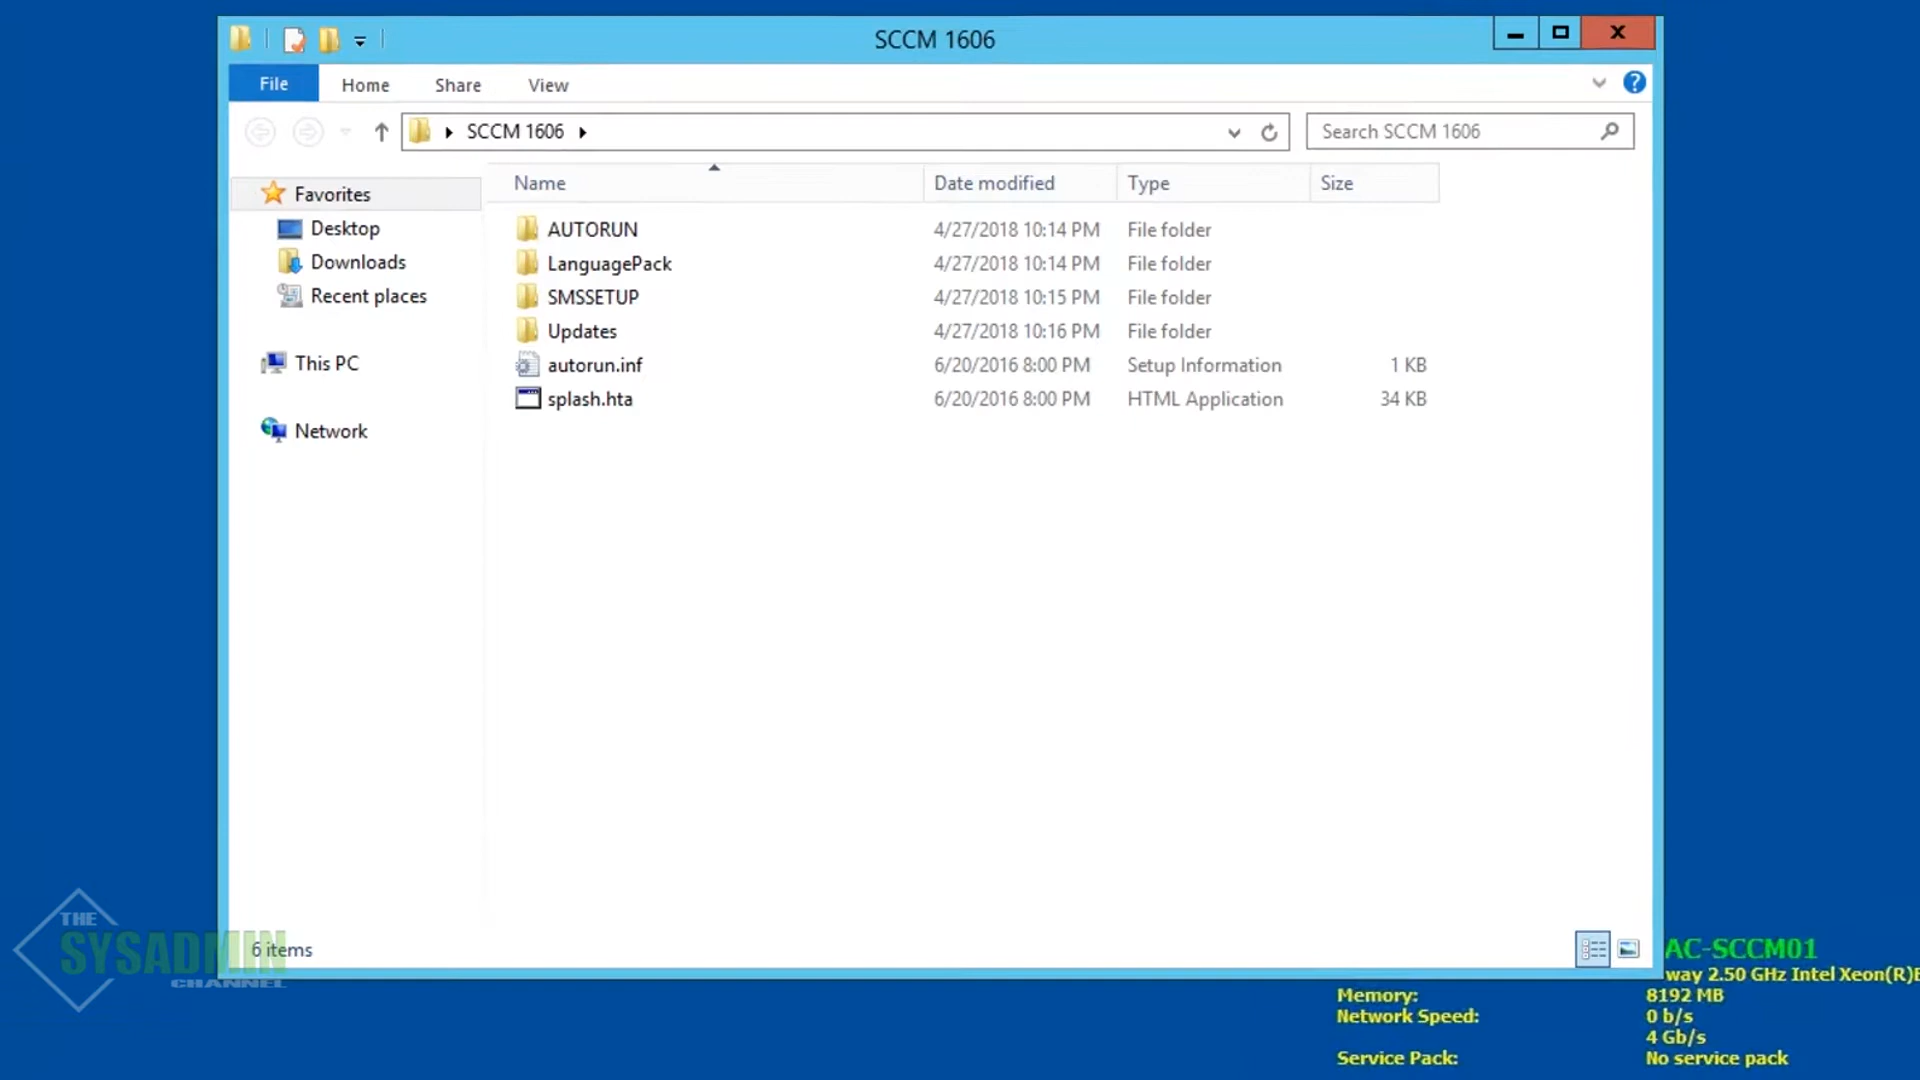 SCCM 1606
File Home Share View
SCCM 1606
Search SCCM 1606
Name Date modified Type Size
Favorites
Desktop
Downloads
Recent places
This PC
Network
AUTORUN 4/27/2018 10:14 PM File folder
LanguagePack 4/27/2018 10:14 PM File folder
SMSSETUP 4/27/2018 10:15 PM File folder
Updates 4/27/2018 10:16 PM File folder
autorun.inf 6/20/2016 8:00 PM Setup Information 1 KB
splash.hta 6/20/2016 8:00 PM HTML Application 34 KB
6 items
THE
SYSADMIN
CHANNEL
AC-SCCM01
way 2.50 GHz Intel Xeon(R)E
Memory: 8192 MB
Network Speed: 0 b/s
4 Gb/s
Service Pack: No service pack